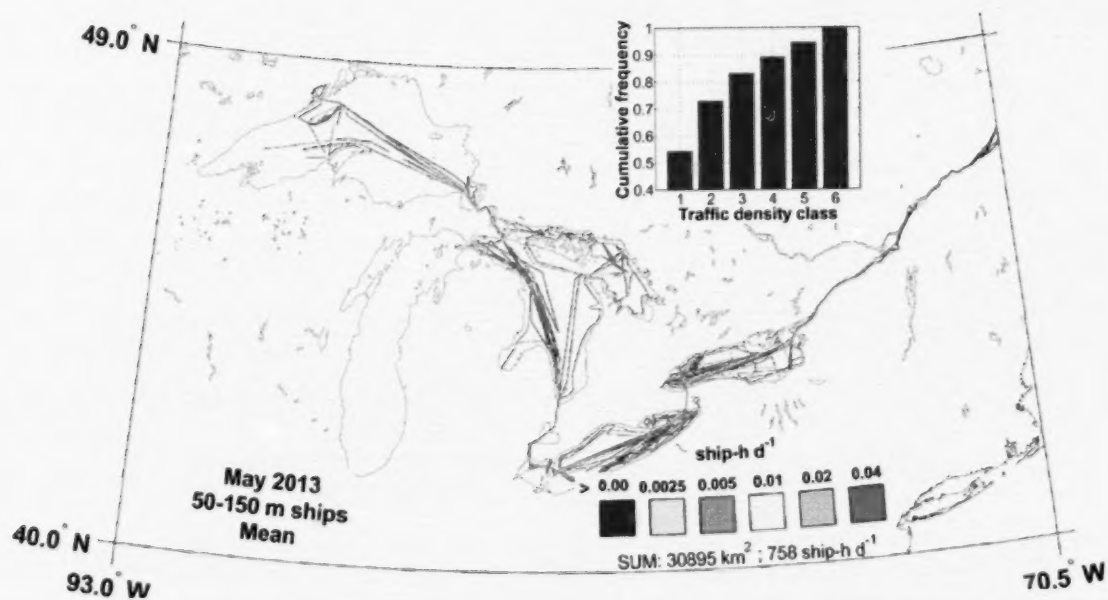 49.0° N
Cumulative frequency
1
0.9
0.8
0.7
0.6
0.5
0.4
1 2 3 4 5 6
Traffic density class
ship-h d⁻¹
> 0.00 0.0025 0.005 0.01 0.02 0.04
SUM: 30895 km² ; 758 ship-h d⁻¹
May 2013
50-150 m ships
Mean
40.0° N
93.0° W
70.5° W